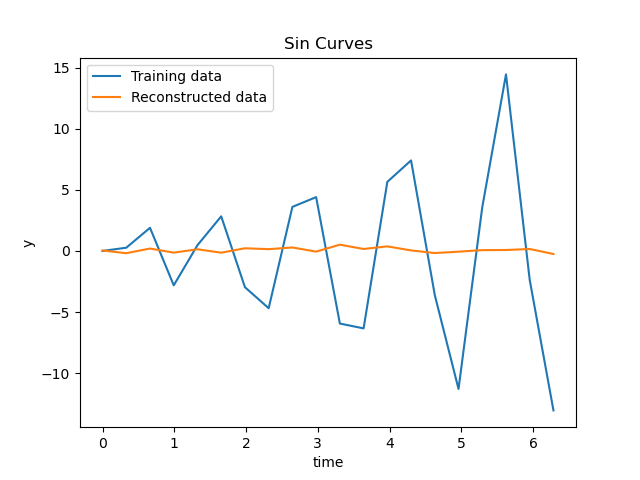 Sin Curves
Training data
Reconstructed data
15
10
5
0
−5
−10
y
0 1 2 3 4 5 6
time